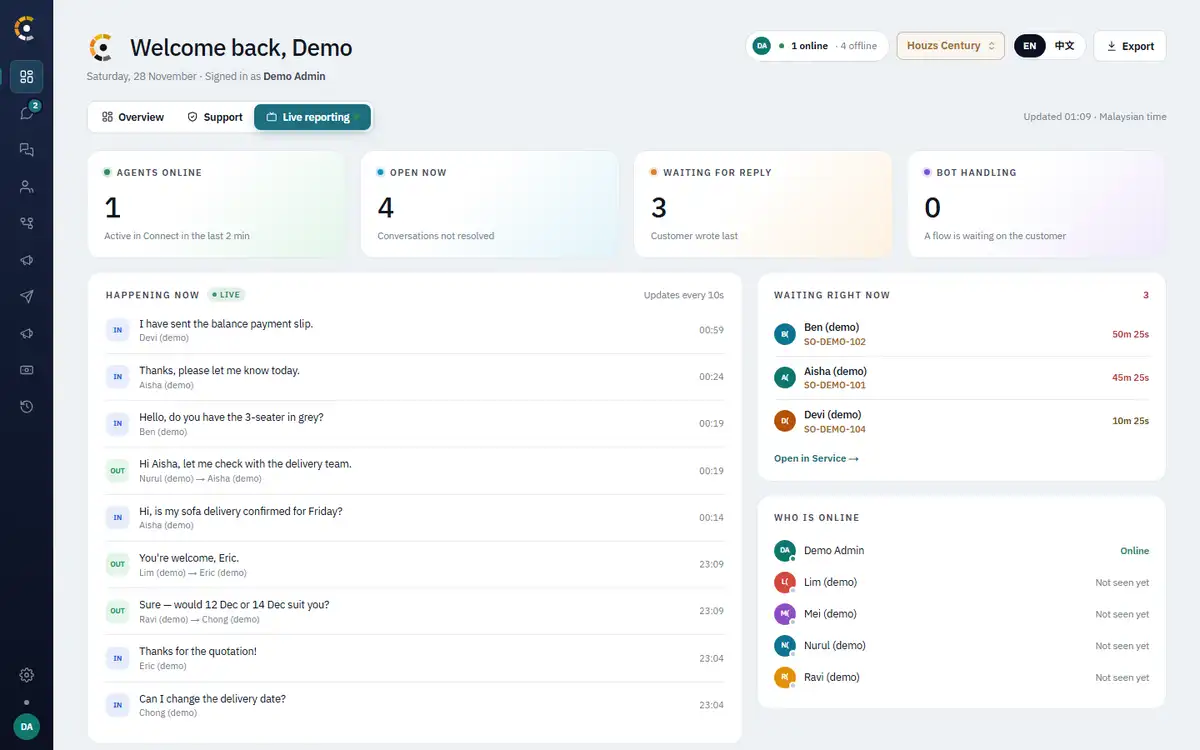 Welcome back, Demo
Saturday, 28 November · Signed in as Demo Admin
DA 1 online · 4 offline
Houzs Century
EN 中文
Export
2
Overview Support Live reporting
Updated 01:09 · Malaysian time
AGENTS ONLINE
1
Active in Connect in the last 2 min
OPEN NOW
4
Conversations not resolved
WAITING FOR REPLY
3
Customer wrote last
BOT HANDLING
0
A flow is waiting on the customer
HAPPENING NOW LIVE Updates every 10s
IN I have sent the balance payment slip. 00:59
Devi (demo)
IN Thanks, please let me know today. 00:24
Aisha (demo)
IN Hello, do you have the 3-seater in grey? 00:19
Ben (demo)
OUT Hi Aisha, let me check with the delivery team. 00:19
Nurul (demo) → Aisha (demo)
IN Hi, is my sofa delivery confirmed for Friday? 00:14
Aisha (demo)
OUT You're welcome, Eric. 23:09
Lim (demo) → Eric (demo)
OUT Sure — would 12 Dec or 14 Dec suit you? 23:09
Ravi (demo) → Chong (demo)
IN Thanks for the quotation! 23:04
Eric (demo)
IN Can I change the delivery date? 23:04
Chong (demo)
WAITING RIGHT NOW 3
B( Ben (demo) 50m 25s
SO-DEMO-102
A( Aisha (demo) 45m 25s
SO-DEMO-101
D( Devi (demo) 10m 25s
SO-DEMO-104
Open in Service →
WHO IS ONLINE
DA Demo Admin Online
L( Lim (demo) Not seen yet
M( Mei (demo) Not seen yet
N( Nurul (demo) Not seen yet
R( Ravi (demo) Not seen yet
DA